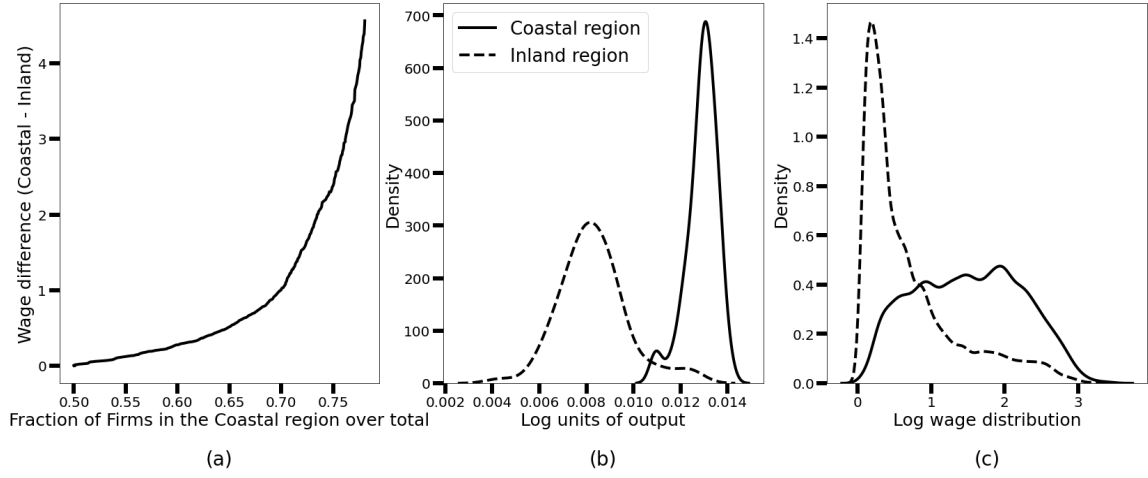 Wage difference (Coastal - Inland)
4
3
2
1
0
0.50 0.55 0.60 0.65 0.70 0.75
Fraction of Firms in the Coastal region over total
(a)
Density
700
600
500
400
300
200
100
0
Coastal region
Inland region
0.002 0.004 0.006 0.008 0.010 0.012 0.014
Log units of output
(b)
Density
1.4
1.2
1.0
0.8
0.6
0.4
0.2
0.0
0 1 2 3
Log wage distribution
(c)